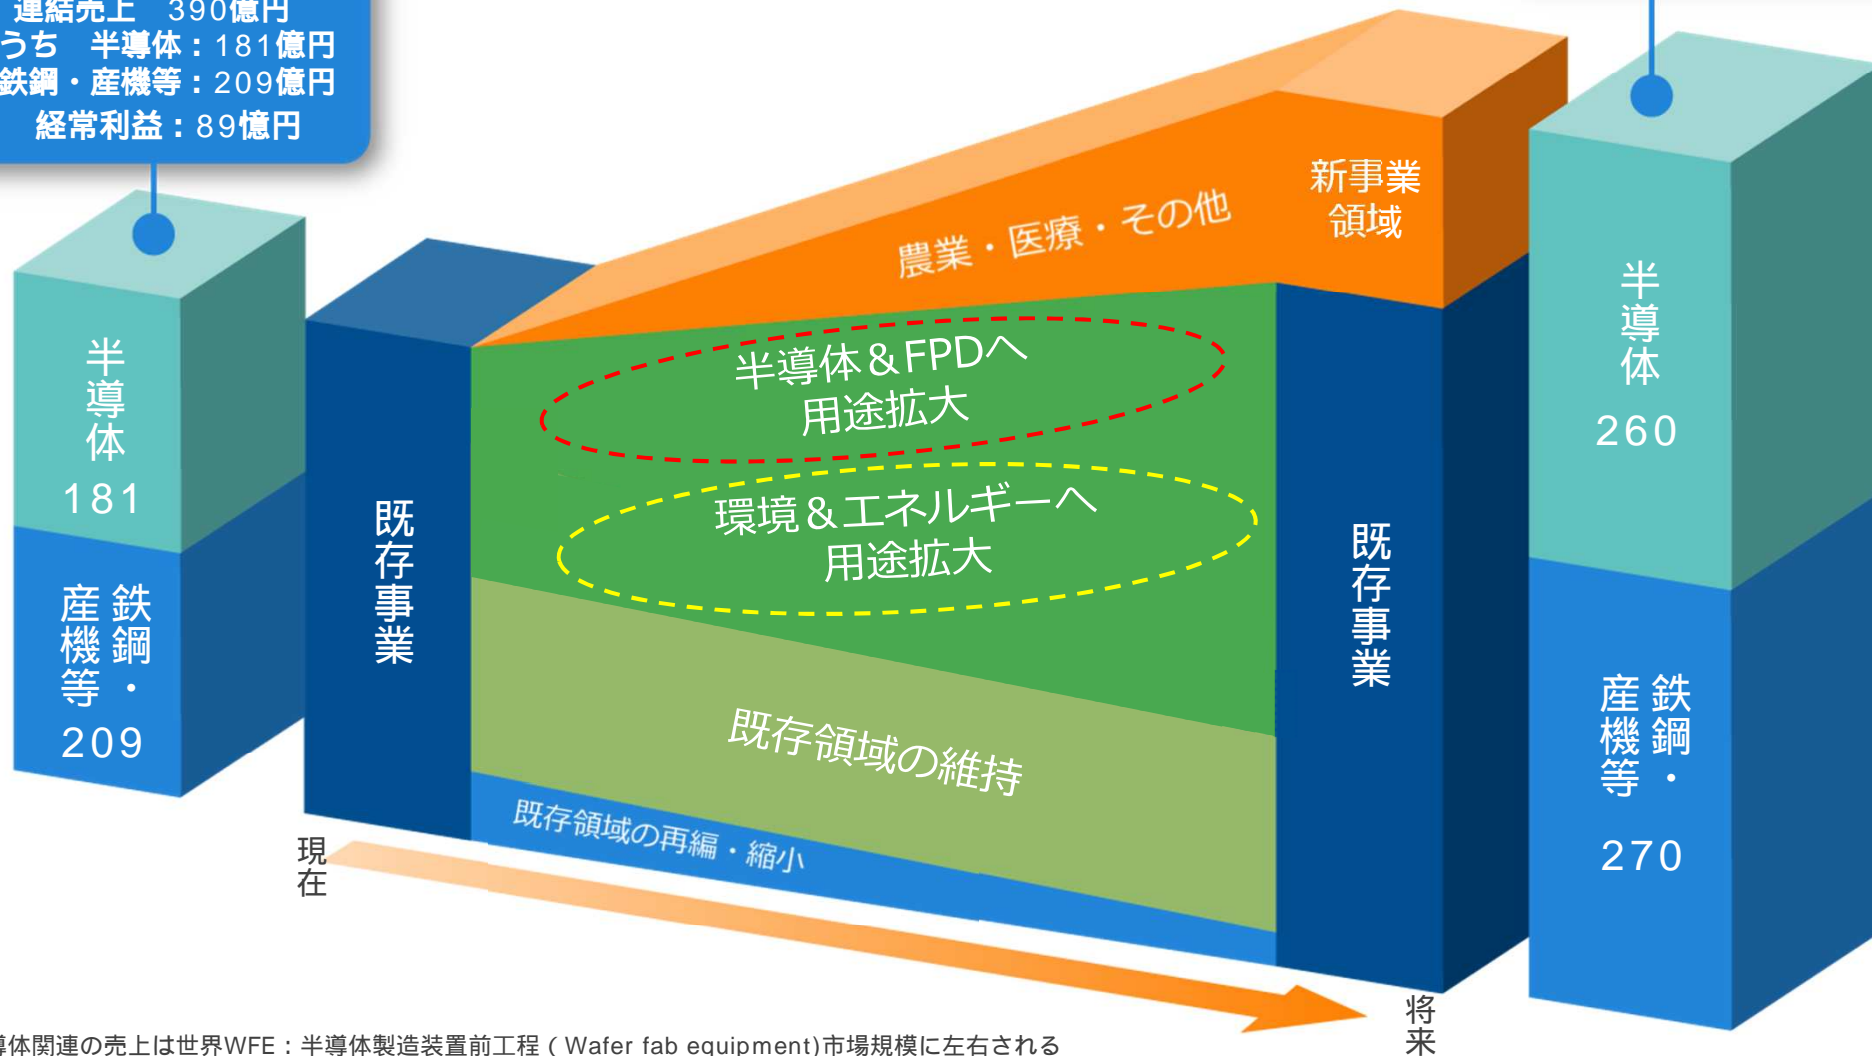 連結売上 390億円
うち 半導体：181億円
鉄鋼・産機等：209億円
経常利益：89億円
半導体
181
鉄鋼・
産機等
209
既存事業
農業・医療・その他
新事業
領域
半導体＆FPDへ
用途拡大
環境＆エネルギーへ
用途拡大
既存領域の維持
既存領域の再編・縮小
既存事業
半導体
260
鉄鋼・
産機等
270
現在
将来
導体関連の売上は世界WFE：半導体製造装置前工程（Wafer fab equipment)市場規模に左右される